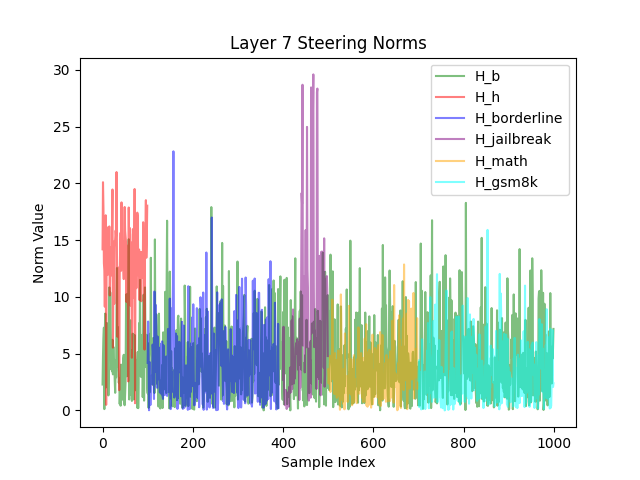 Layer 7 Steering Norms
Norm Value
30
25
20
15
10
5
0
0
200
400
600
800
1000
Sample Index
H_b
H_h
H_borderline
H_jailbreak
H_math
H_gsm8k